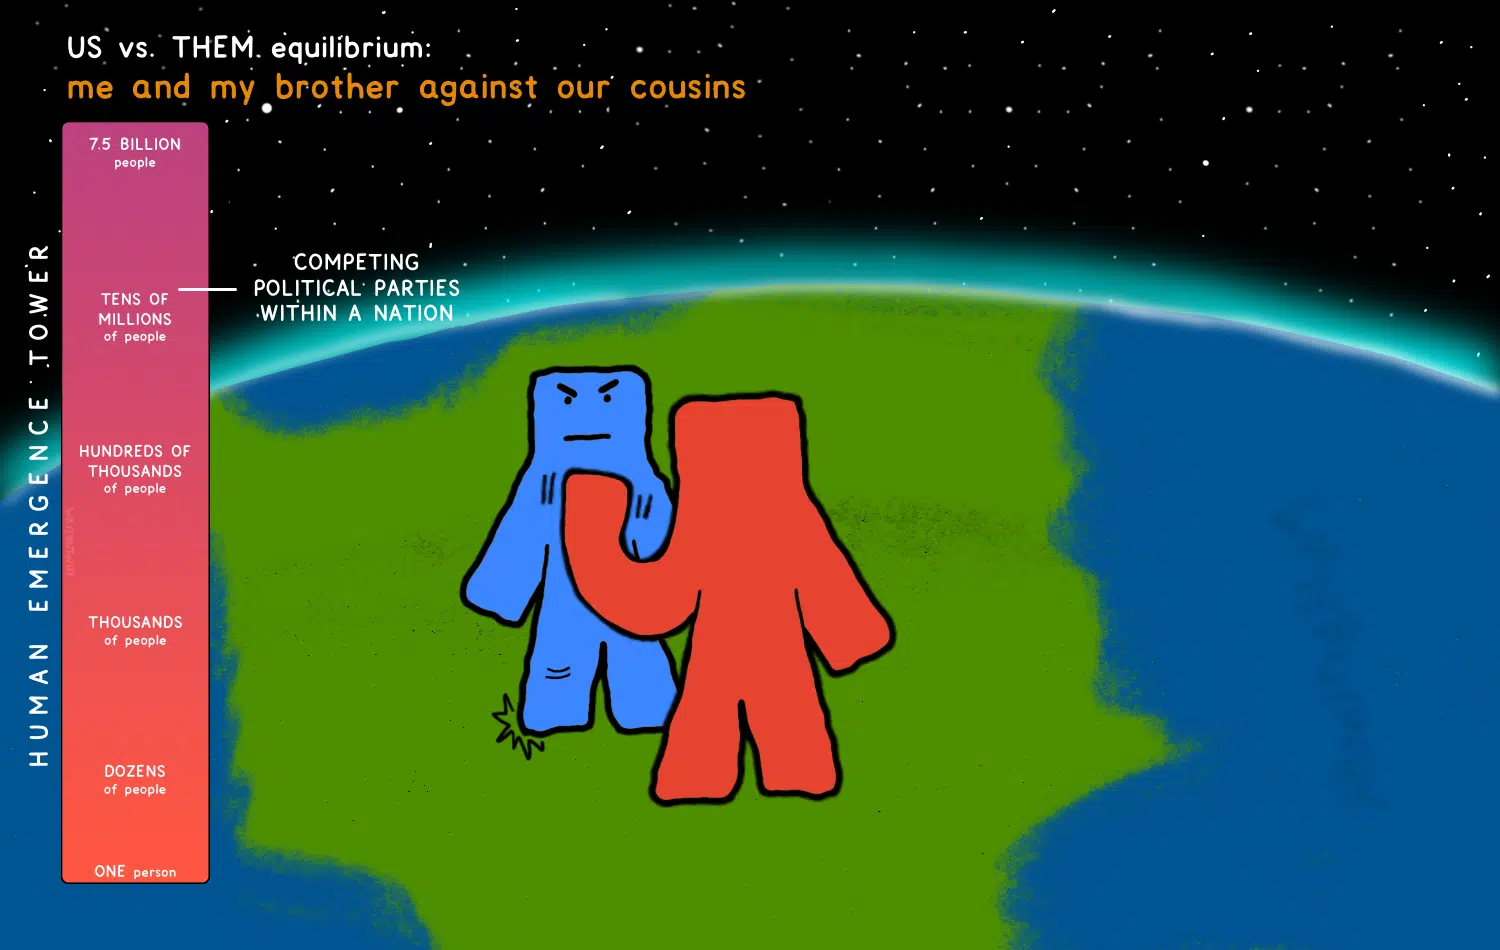 US vs. THEM equilibrium:
me and my brother against our cousins
HUMAN EMERGENCE TOWER
7.5 BILLION
people
TENS OF
MILLIONS
of people
HUNDREDS OF
THOUSANDS
of people
THOUSANDS
of people
DOZENS
of people
ONE person
COMPETING
POLITICAL PARTIES
WITHIN A NATION
WAITBUTWHY